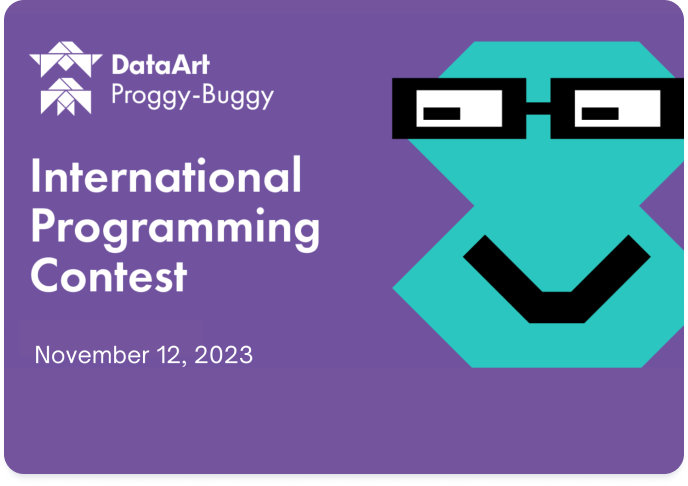 DataArt
Proggy-Buggy
International
Programming
Contest
November 12, 2023